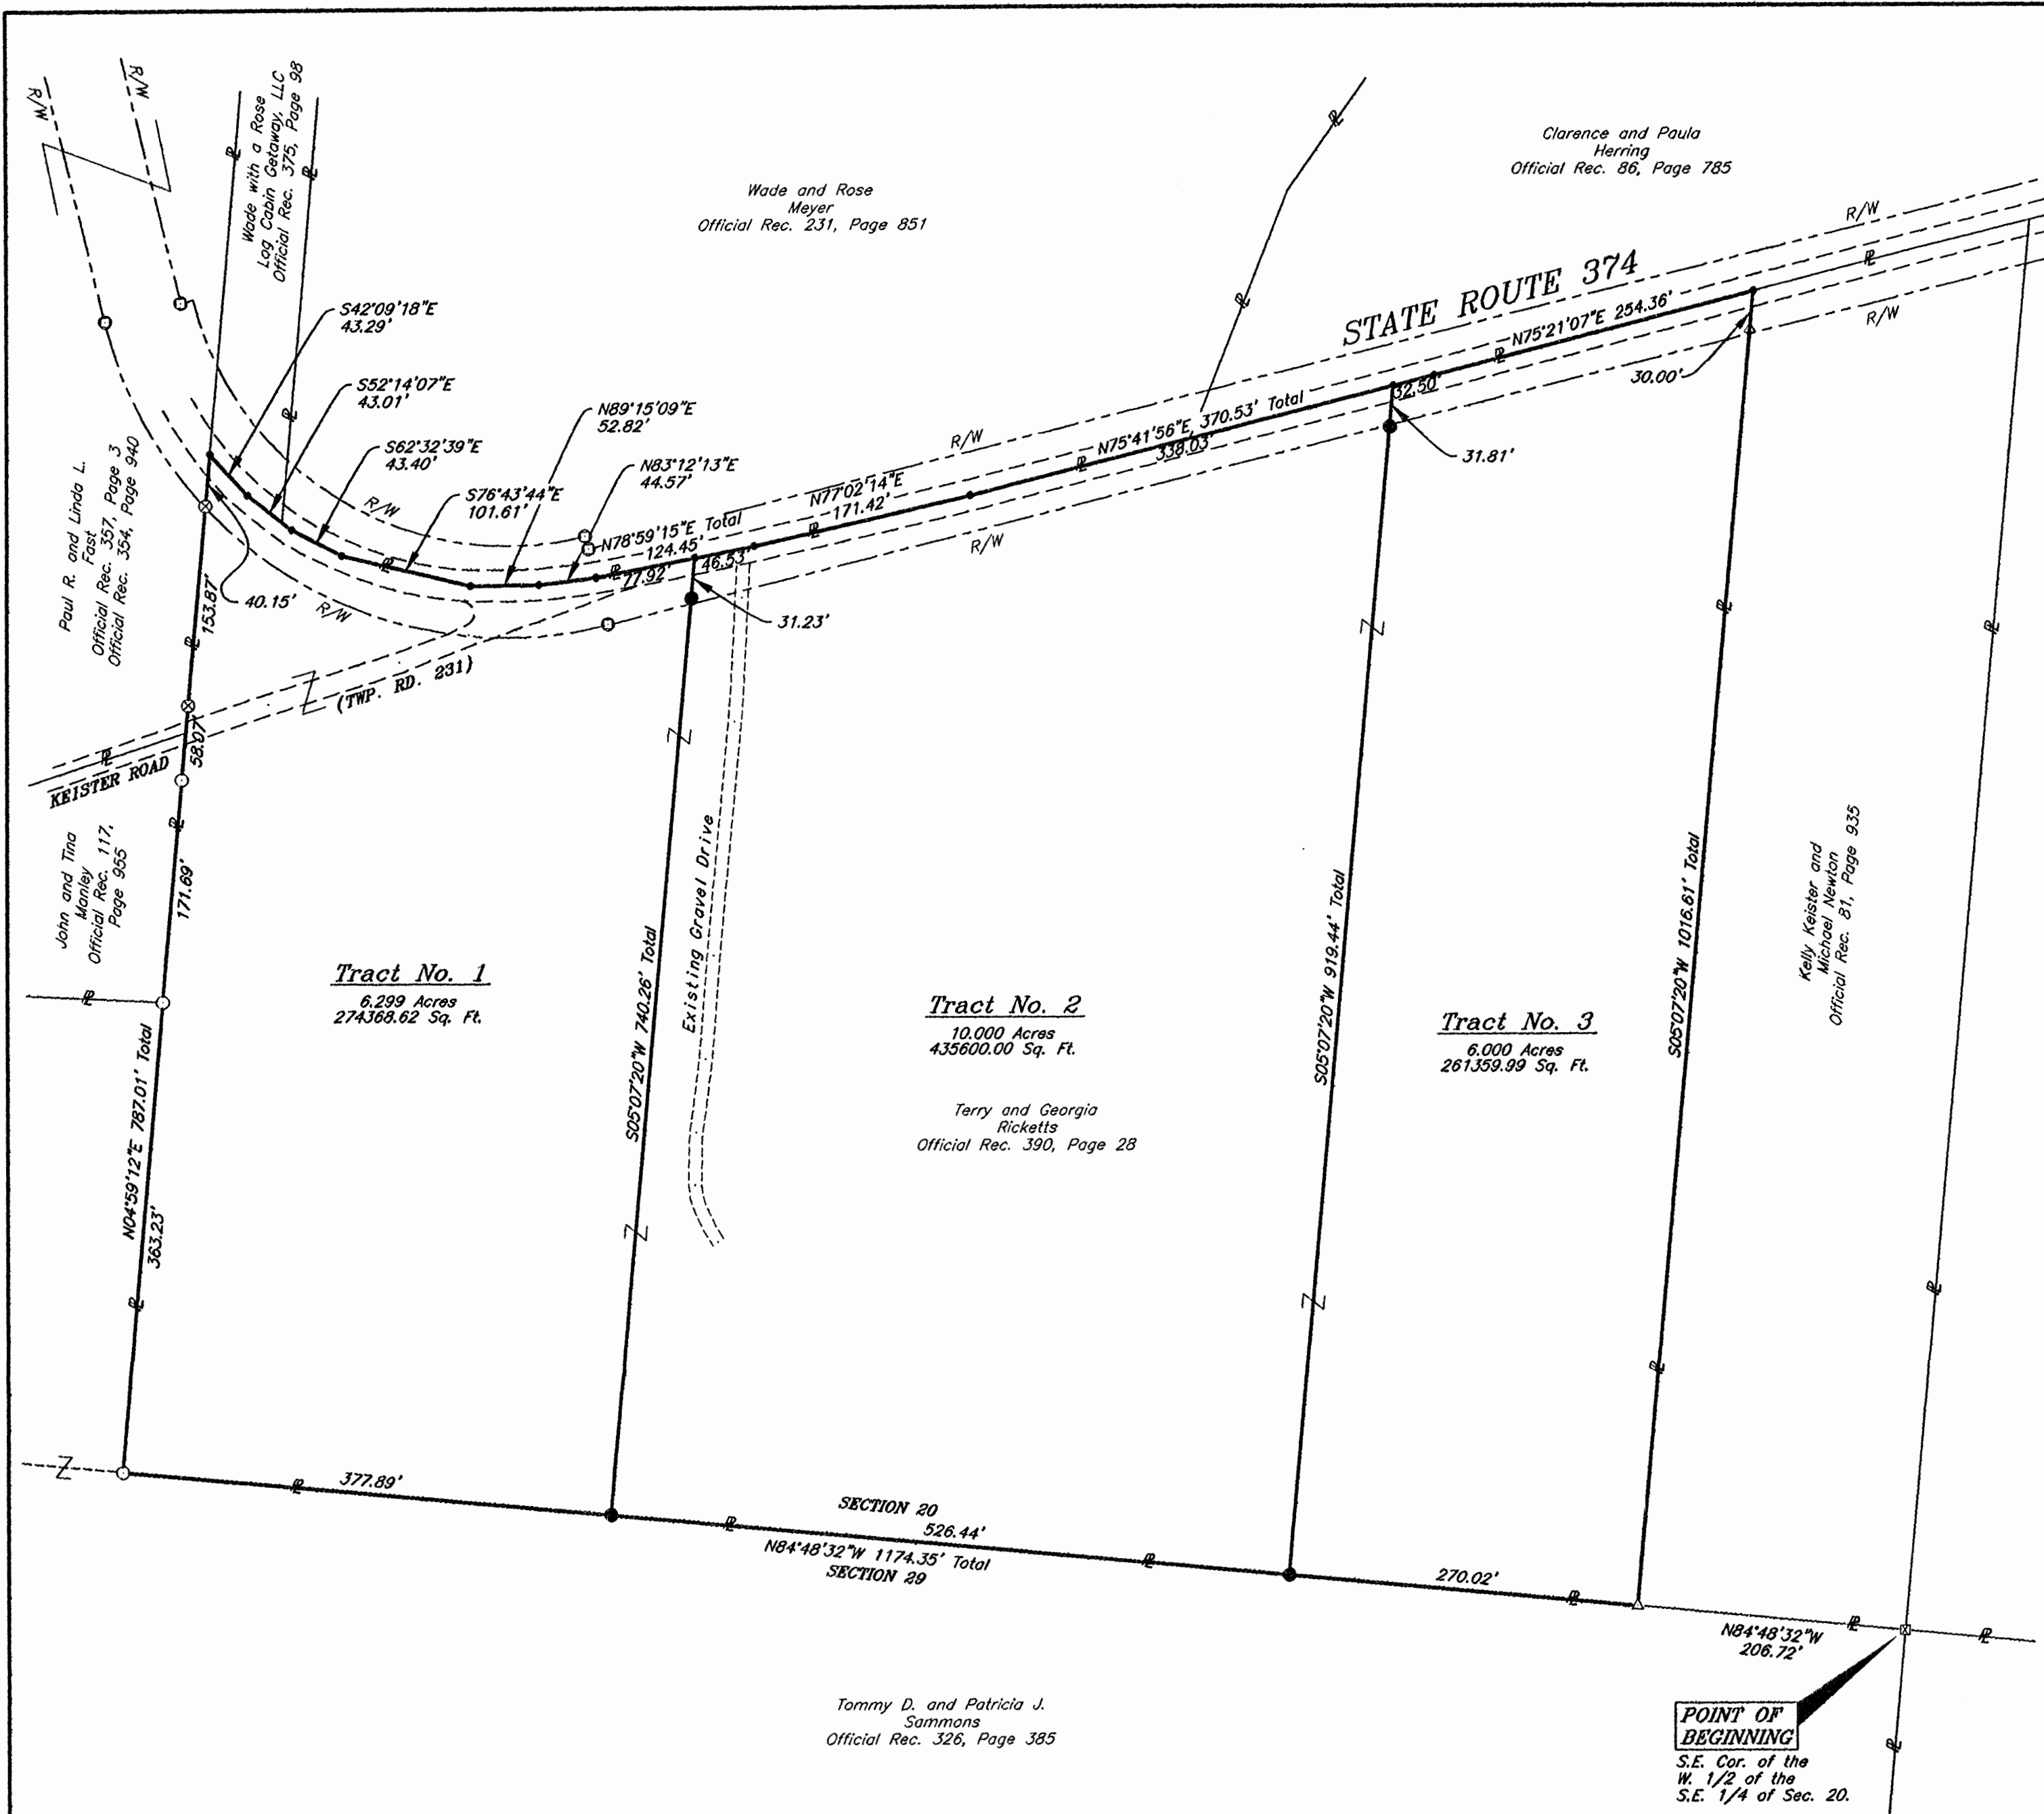 R/W
R/W
Wade with a Rose
Log Cabin Getaway, LLC
Official Rec. 375, Page 98
Wade and Rose
Meyer
Official Rec. 231, Page 851
Clarence and Paula
Herring
Official Rec. 86, Page 785
R/W
STATE ROUTE 374
N75°21'07"E 254.36'
R/W
30.00'
S42°09'18"E
43.29'
S52°14'07"E
43.01'
S62°32'39"E
43.40'
S76°43'44"E
101.61'
N89°15'09"E
52.82'
N83°12'13"E
44.57'
R/W
N78°59'15"E Total
124.45'
77.92'
46.53'
N77°02'14"E
171.42'
R/W
R/W
N75°41'56"E, 370.53' Total
338.03'
32.50'
31.81'
31.23'
Paul R. and Linda L.
Fast
Official Rec. 357, Page 3
Official Rec. 354, Page 940
153.87'
40.15'
R/W
(TWP. RD. 231)
KEISTER ROAD
58.07'
John and Tina
Manley
Official Rec. 117,
Page 955
171.69'
N04°59'12"E 787.01' Total
363.23'
Tract No. 1
6.299 Acres
274368.62 Sq. Ft.
S05°07'20"W 740.26' Total
Existing Gravel Drive
Tract No. 2
10.000 Acres
435600.00 Sq. Ft.
Terry and Georgia
Ricketts
Official Rec. 390, Page 28
S05°07'20"W 919.44' Total
Tract No. 3
6.000 Acres
261359.99 Sq. Ft.
S05°07'20"W 1016.61' Total
Kelly Keister and
Michael Newton
Official Rec. 81, Page 935
377.89'
SECTION 20
526.44'
N84°48'32"W 1174.35' Total
SECTION 29
270.02'
N84°48'32"W
206.72'
Tommy D. and Patricia J.
Sammons
Official Rec. 326, Page 385
POINT OF
BEGINNING
S.E. Cor. of the
W. 1/2 of the
S.E. 1/4 of Sec. 20.